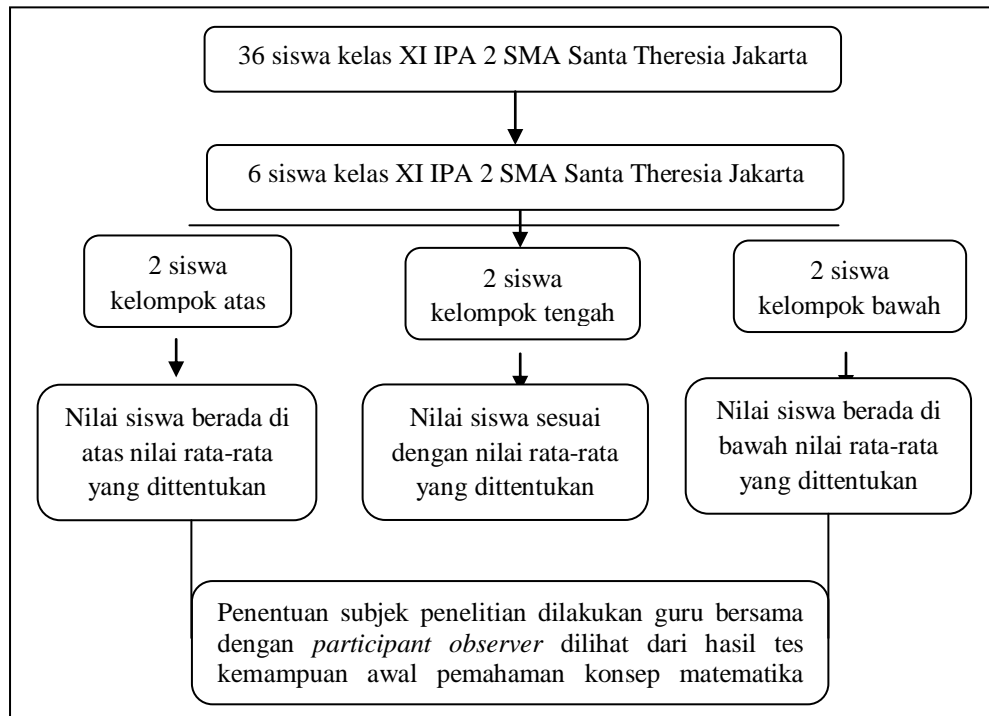 36 siswa kelas XI IPA 2 SMA Santa Theresia Jakarta
6 siswa kelas XI IPA 2 SMA Santa Theresia Jakarta
2 siswa
kelompok atas
2 siswa
kelompok tengah
2 siswa
kelompok bawah
Nilai siswa berada di
atas nilai rata-rata
yang dittentukan
Nilai siswa sesuai
dengan nilai rata-rata
yang dittentukan
Nilai siswa berada di
bawah nilai rata-rata
yang dittentukan
Penentuan subjek penelitian dilakukan guru bersama
dengan participant observer dilihat dari hasil tes
kemampuan awal pemahaman konsep matematika